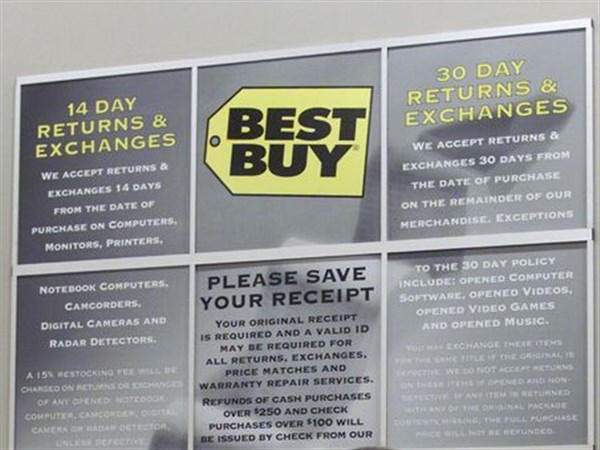 14 DAY
RETURNS &
EXCHANGES
WE ACCEPT RETURNS &
EXCHANGES 14 DAYS
FROM THE DATE OF
PURCHASE ON COMPUTERS,
MONITORS, PRINTERS,
NOTEBOOK COMPUTERS,
CAMCORDERS,
DIGITAL CAMERAS AND
RADAR DETECTORS.
A 15% RESTOCKING FEE WILL BE
CHARGED ON RETURNS OR EXCHANGES
OF ANY OPENED: NOTEBOOK
COMPUTER, CAMCORDER, DIGITAL
CAMERA OR RADAR DETECTOR,
UNLESS DEFECTIVE
BEST
BUY®
PLEASE SAVE
YOUR RECEIPT
YOUR ORIGINAL RECEIPT
IS REQUIRED AND A VALID ID
MAY BE REQUIRED FOR
ALL RETURNS, EXCHANGES,
PRICE MATCHES AND
WARRANTY REPAIR SERVICES.
REFUNDS OF CASH PURCHASES
OVER $250 AND CHECK
PURCHASES OVER $100 WILL
BE ISSUED BY CHECK FROM OUR
30 DAY
RETURNS &
EXCHANGES
WE ACCEPT RETURNS &
EXCHANGES 30 DAYS FROM
THE DATE OF PURCHASE
ON THE REMAINDER OF OUR
MERCHANDISE. EXCEPTIONS
TO THE 30 DAY POLICY
INCLUDE: OPENED COMPUTER
SOFTWARE, OPENED VIDEOS,
OPENED VIDEO GAMES
AND OPENED MUSIC.
YOU MAY EXCHANGE THESE ITEMS
FOR THE SAME TITLE IF THE ORIGINAL IS
DEFECTIVE. WE DO NOT ACCEPT RETURNS
ON THESE ITEMS IF OPENED AND NON-
DEFECTIVE. IF ANY ITEM IS RETURNED
WITH ANY OF THE ORIGINAL PACKAGE
CONTENTS MISSING, THE FULL PURCHASE
PRICE WILL NOT BE REFUNDED.